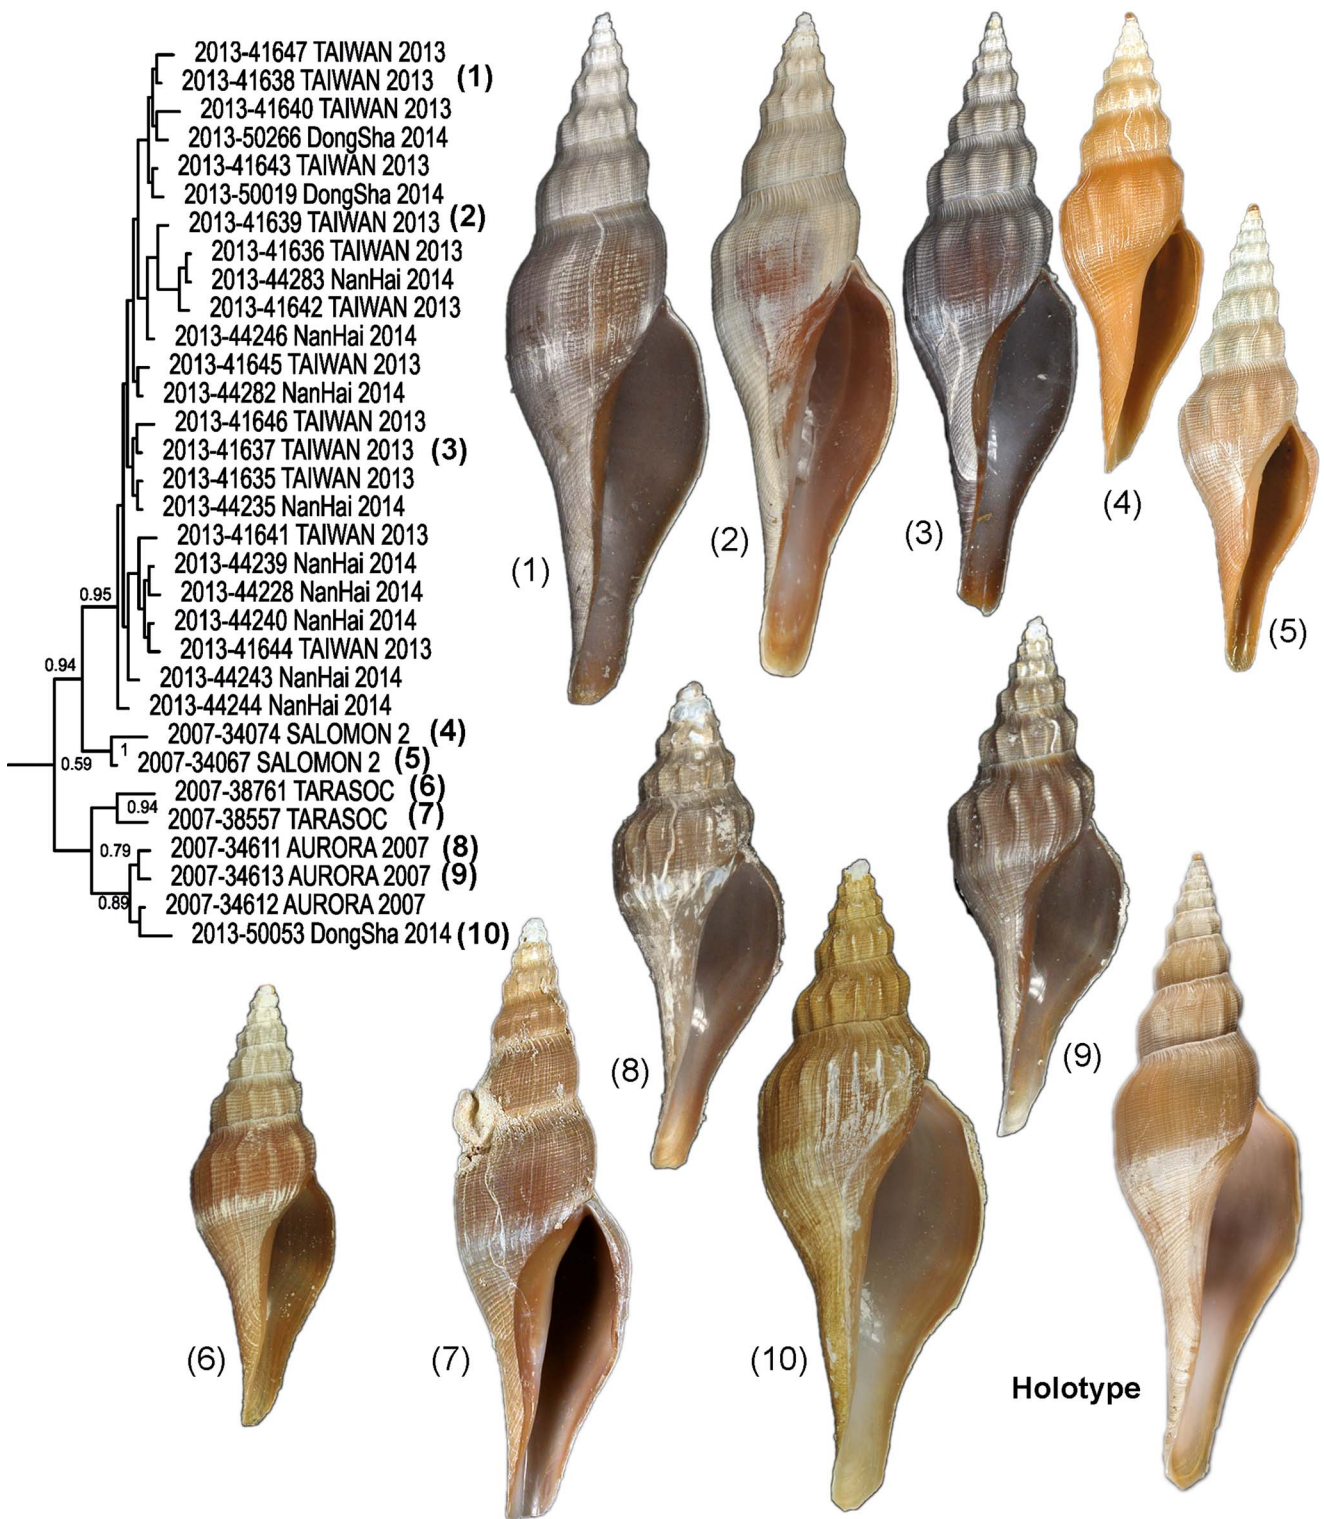 2013-41647 TAIWAN 2013
2013-41638 TAIWAN 2013 (1)
2013-41640 TAIWAN 2013
2013-50266 DongSha 2014
2013-41643 TAIWAN 2013
2013-50019 DongSha 2014
2013-41639 TAIWAN 2013 (2)
2013-41636 TAIWAN 2013
2013-44283 NanHai 2014
2013-41642 TAIWAN 2013
2013-44246 NanHai 2014
2013-41645 TAIWAN 2013
2013-44282 NanHai 2014
2013-41646 TAIWAN 2013
2013-41637 TAIWAN 2013 (3)
2013-41635 TAIWAN 2013
2013-44235 NanHai 2014
2013-41641 TAIWAN 2013
2013-44239 NanHai 2014
2013-44228 NanHai 2014
2013-44240 NanHai 2014
2013-41644 TAIWAN 2013
2013-44243 NanHai 2014
2013-44244 NanHai 2014
2007-34074 SALOMON 2 (4)
2007-34067 SALOMON 2 (5)
2007-38761 TARASOC (6)
2007-38557 TARASOC (7)
2007-34611 AURORA 2007 (8)
2007-34613 AURORA 2007 (9)
2007-34612 AURORA 2007
2013-50053 DongSha 2014 (10)
0.95
0.94
1
0.59
0.94
0.79
0.89
(1)
(2)
(3)
(4)
(5)
(6)
(7)
(8)
(9)
(10)
Holotype